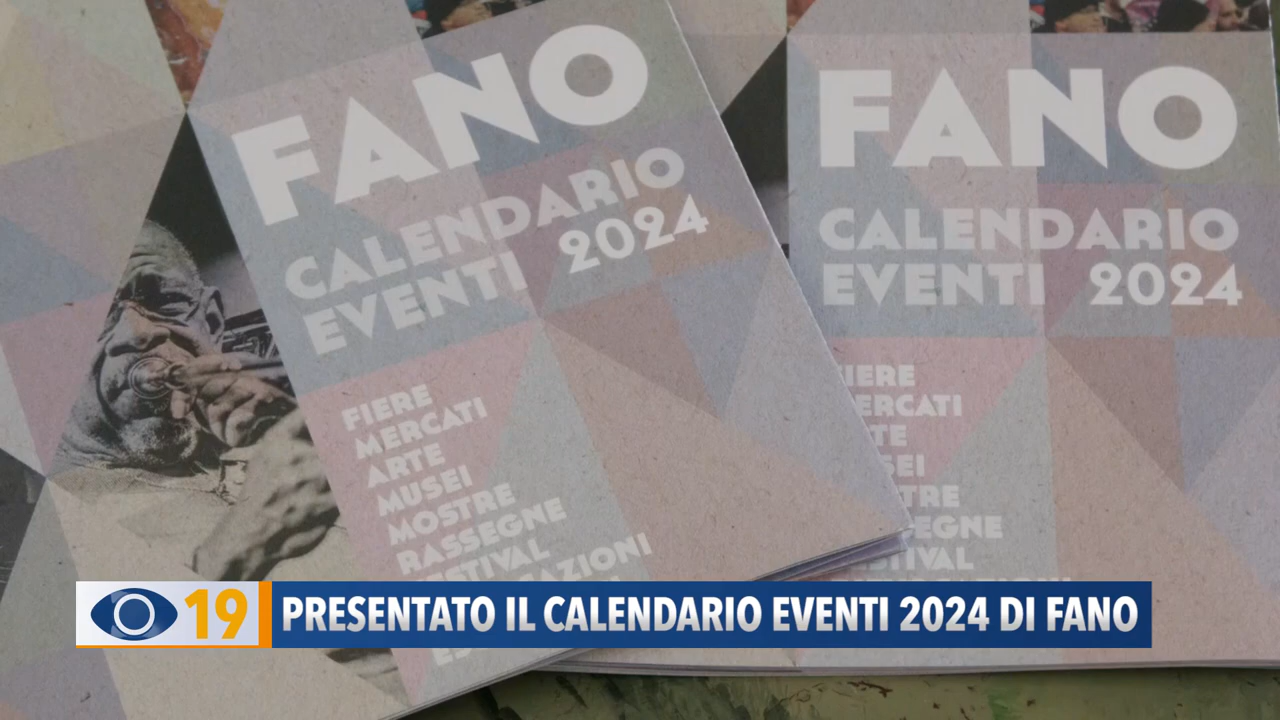 FANO
CALENDARIO
EVENTI 2024
FIERE
MERCATI
ARTE
MUSEI
MOSTRE
RASSEGNE
FANO
CALENDARIO
EVENTI 2024
19 PRESENTATO IL CALENDARIO EVENTI 2024 DI FANO